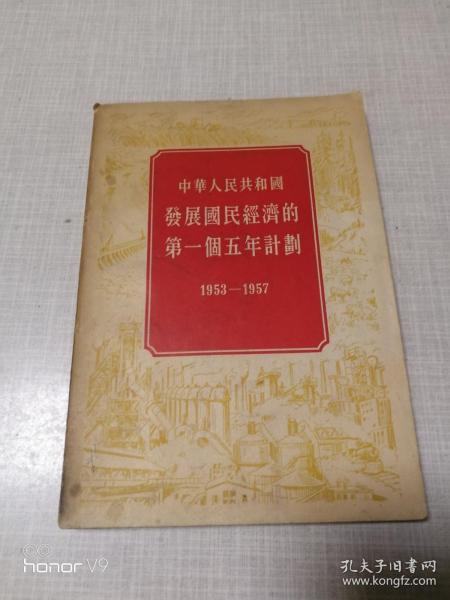 中華人民共和國
發展國民經濟的
第一個五年計劃
1953—1957
honor V9
孔夫子旧书网
www.kongfz.com